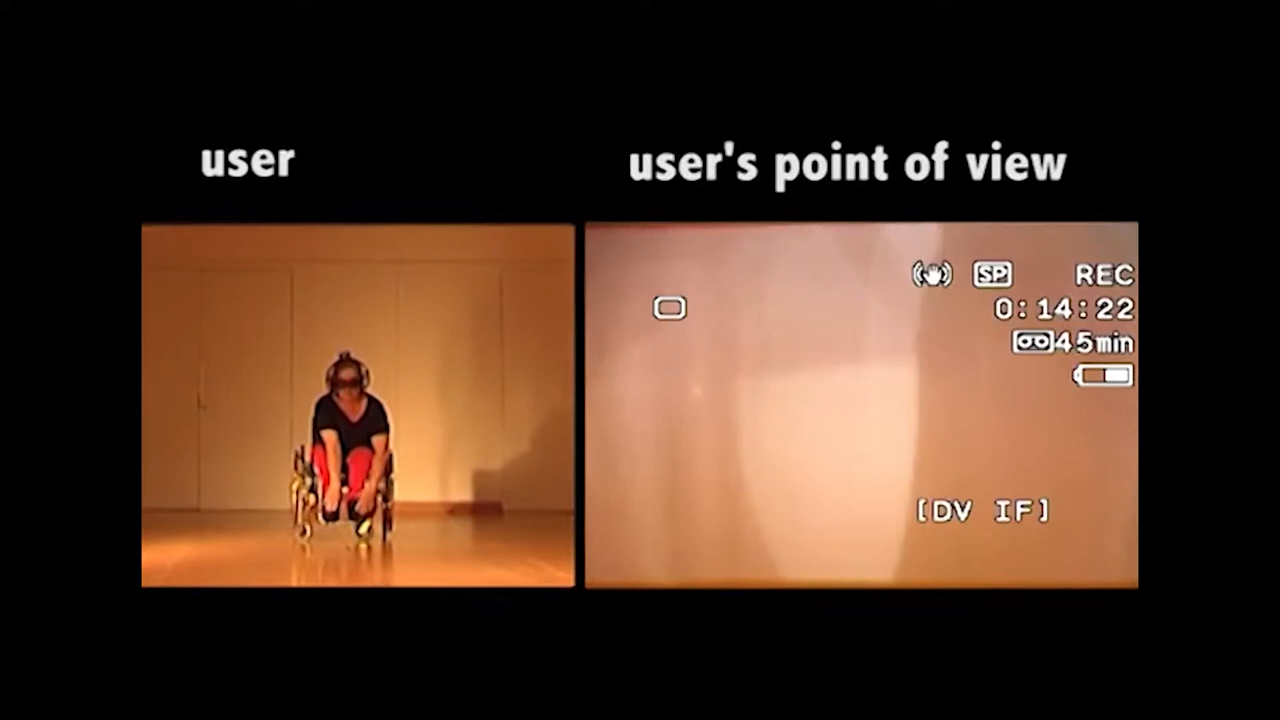 user
user's point of view
SP REC
0:14:22
45min
[DV IF]